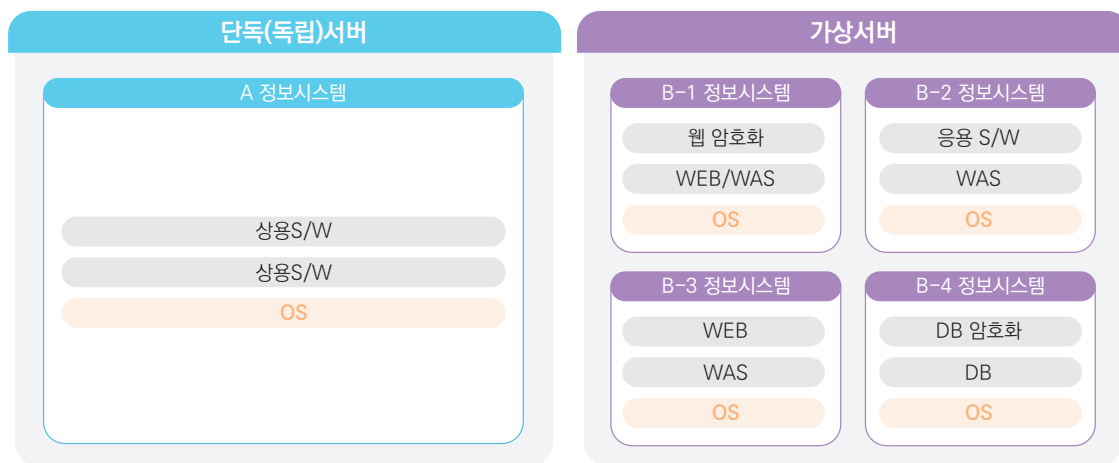 단독(독립)서버
A 정보시스템
상용S/W
상용S/W
OS
가상서버
B-1 정보시스템
웹 암호화
WEB/WAS
OS
B-2 정보시스템
응용 S/W
WAS
OS
B-3 정보시스템
WEB
WAS
OS
B-4 정보시스템
DB 암호화
DB
OS